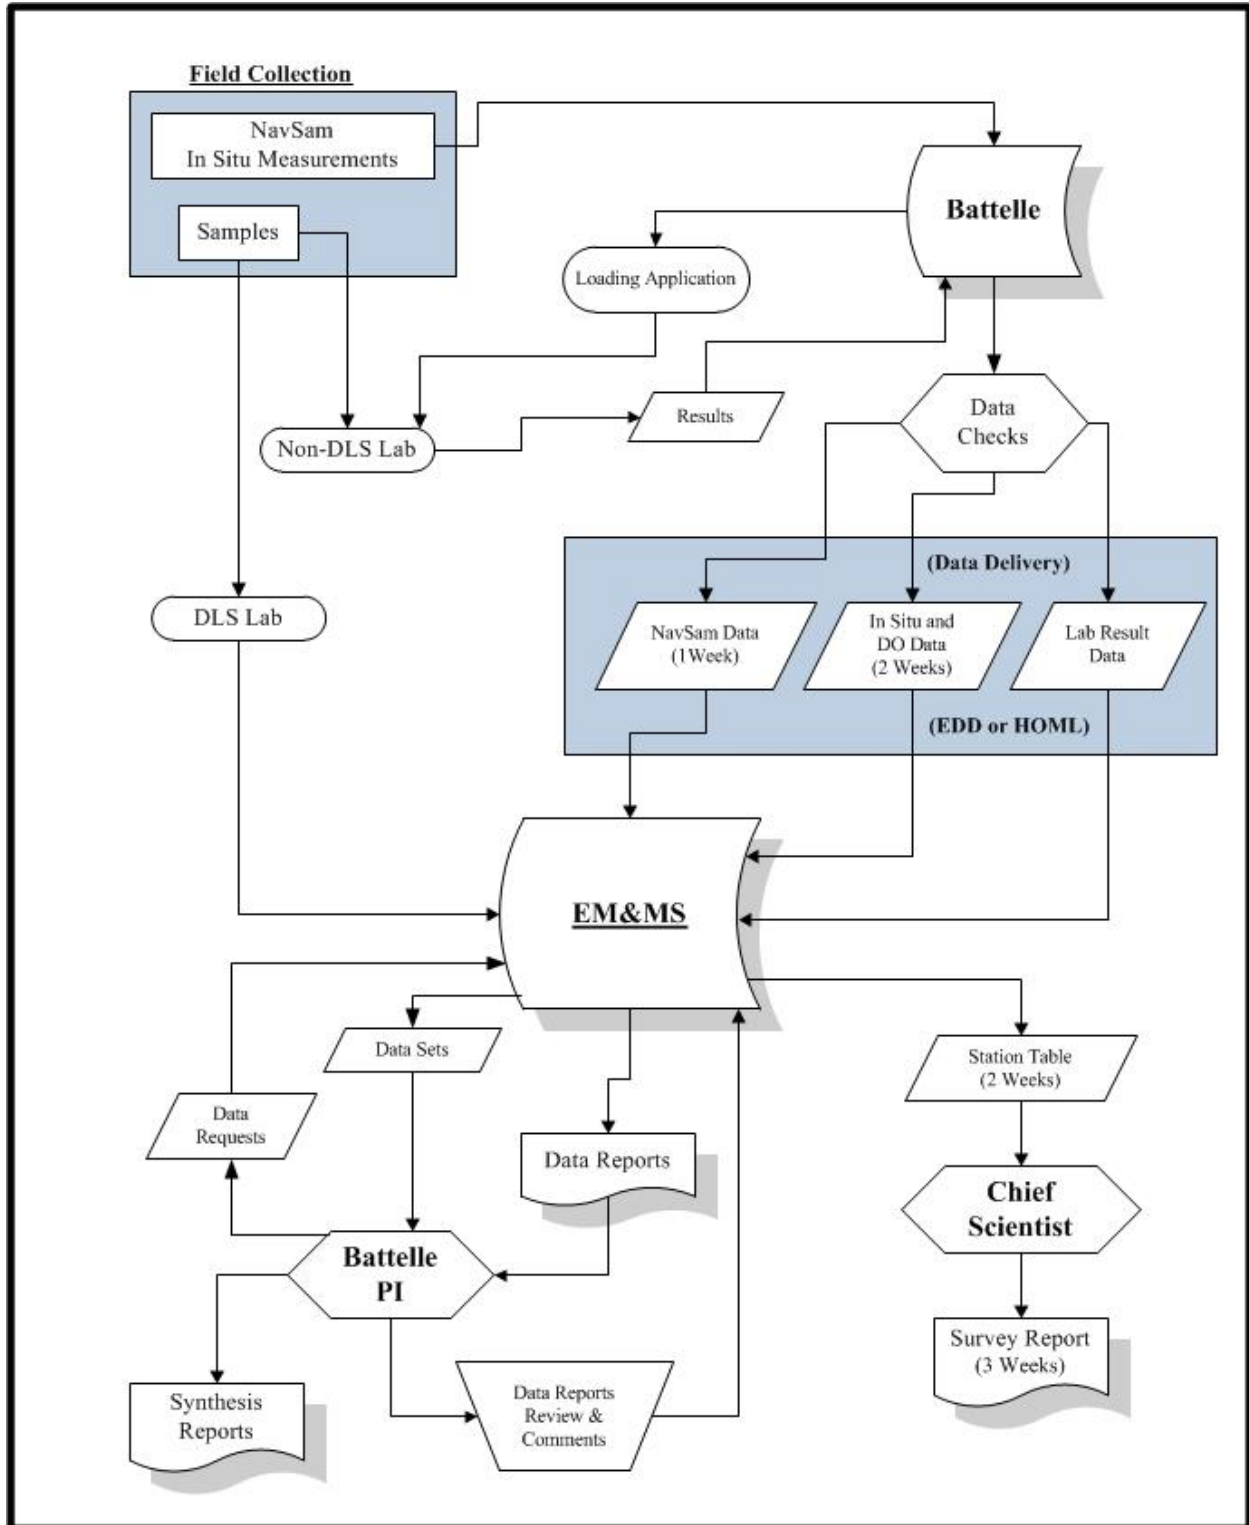 Field Collection
NavSam
In Situ Measurements
Samples
Battelle
Loading Application
Non-DLS Lab
Results
Data
Checks
(Data Delivery)
DLS Lab
NavSam Data
(1Week)
In Situ and
DO Data
(2 Weeks)
Lab Result
Data
(EDD or HOML)
EM&MS
Data Sets
Station Table
(2 Weeks)
Data
Requests
Data Reports
Chief
Scientist
Battelle
PI
Survey Report
(3 Weeks)
Synthesis
Reports
Data Reports
Review &
Comments